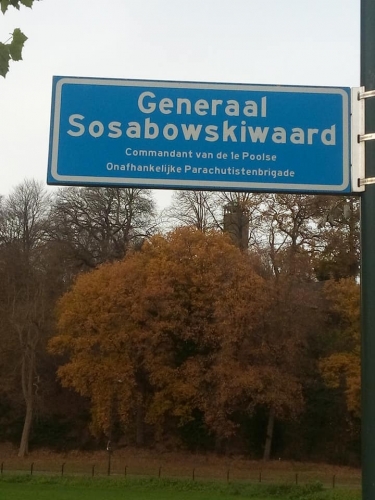 Generaal
Sosabowskiwaard
Commandant van de 1e Poolse
Onafhankelijke Parachutistenbrigade